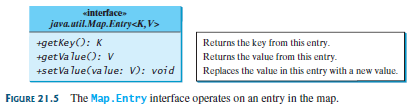 «interface»
java.util.Map.Entry<K,V>
+getKey(): K
+getValue(): V
+setValue(value: V): void
Returns the key from this entry.
Returns the value from this entry.
Replaces the value in this entry with a new value.
FIGURE 21.5 The Map.Entry interface operates on an entry in the map.